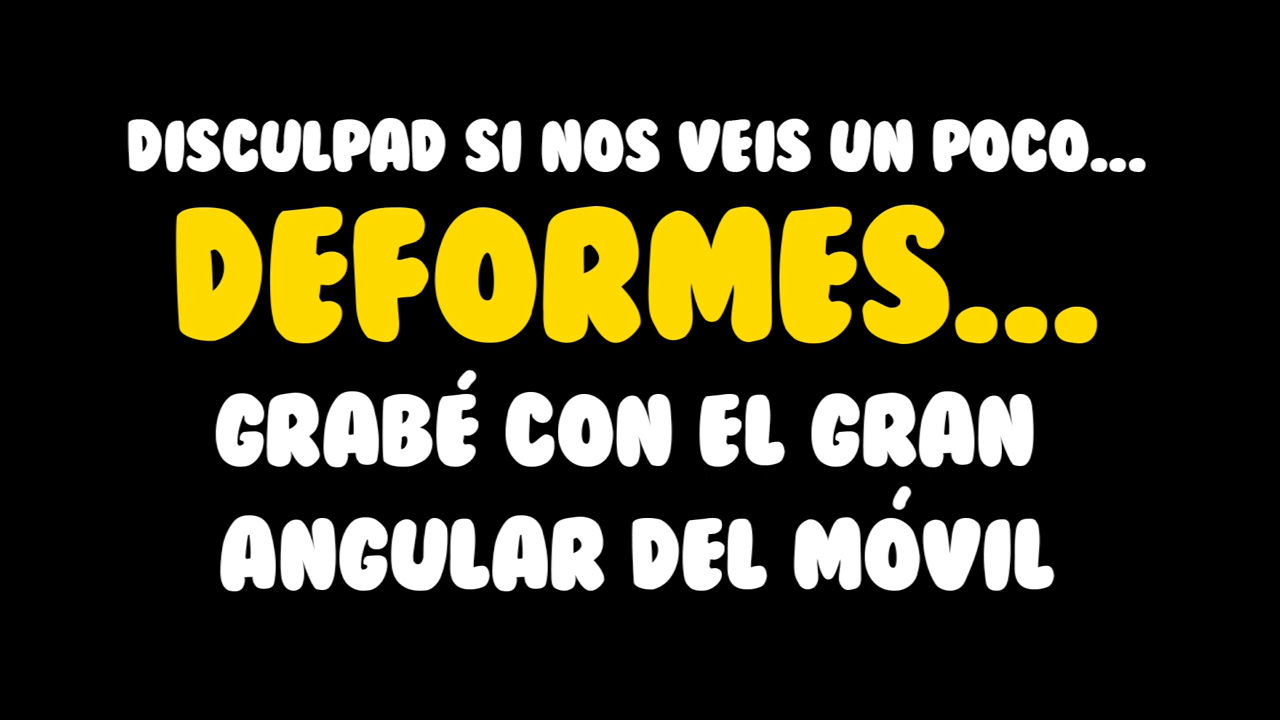 DISCULPAD SI NOS VEIS UN POCO...
DEFORMES...
GRABÉ CON EL GRAN
ANGULAR DEL MÓVIL